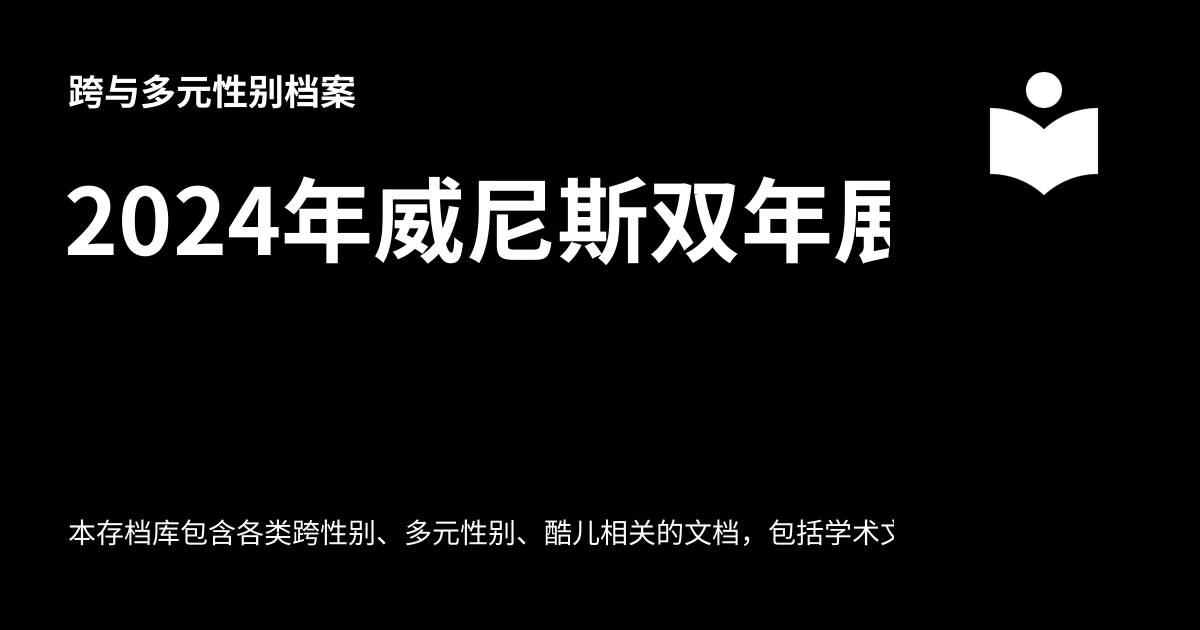 跨与多元性别档案
2024年威尼斯双年展
本存档库包含各类跨性别、多元性别、酷儿相关的文档，包括学术文